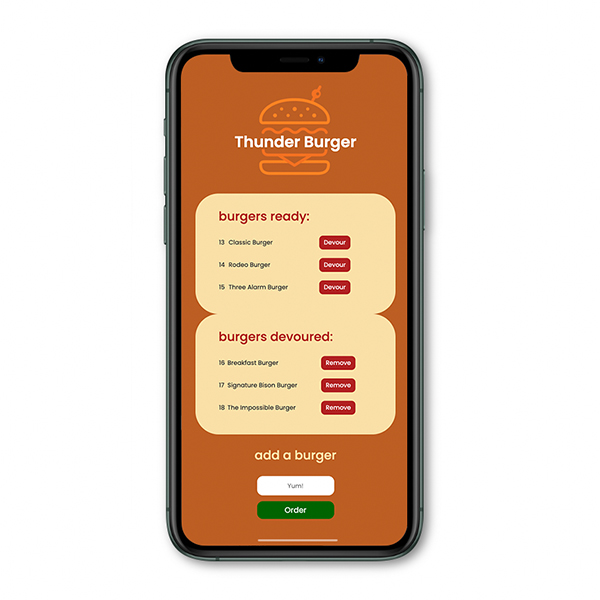 Thunder Burger
burgers ready:
13 Classic Burger Devour
14 Rodeo Burger Devour
15 Three Alarm Burger Devour
burgers devoured:
16 Breakfast Burger Remove
17 Signature Bison Burger Remove
18 The Impossible Burger Remove
add a burger
Yum!
Order